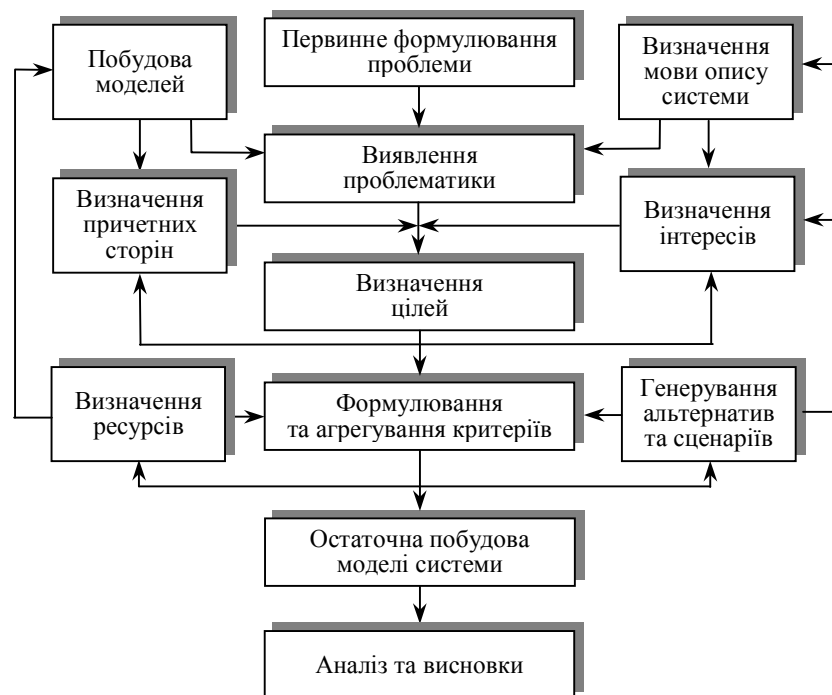 Побудова
моделей
Первинне формулювання
проблеми
Визначення
мови опису
системи
Виявлення
проблематики
Визначення
причетних
сторін
Визначення
інтересів
Визначення
цілей
Визначення
ресурсів
Формулювання
та агрегування критеріїв
Генерування
альтернатив
та сценаріїв
Остаточна побудова
моделі системи
Аналіз та висновки